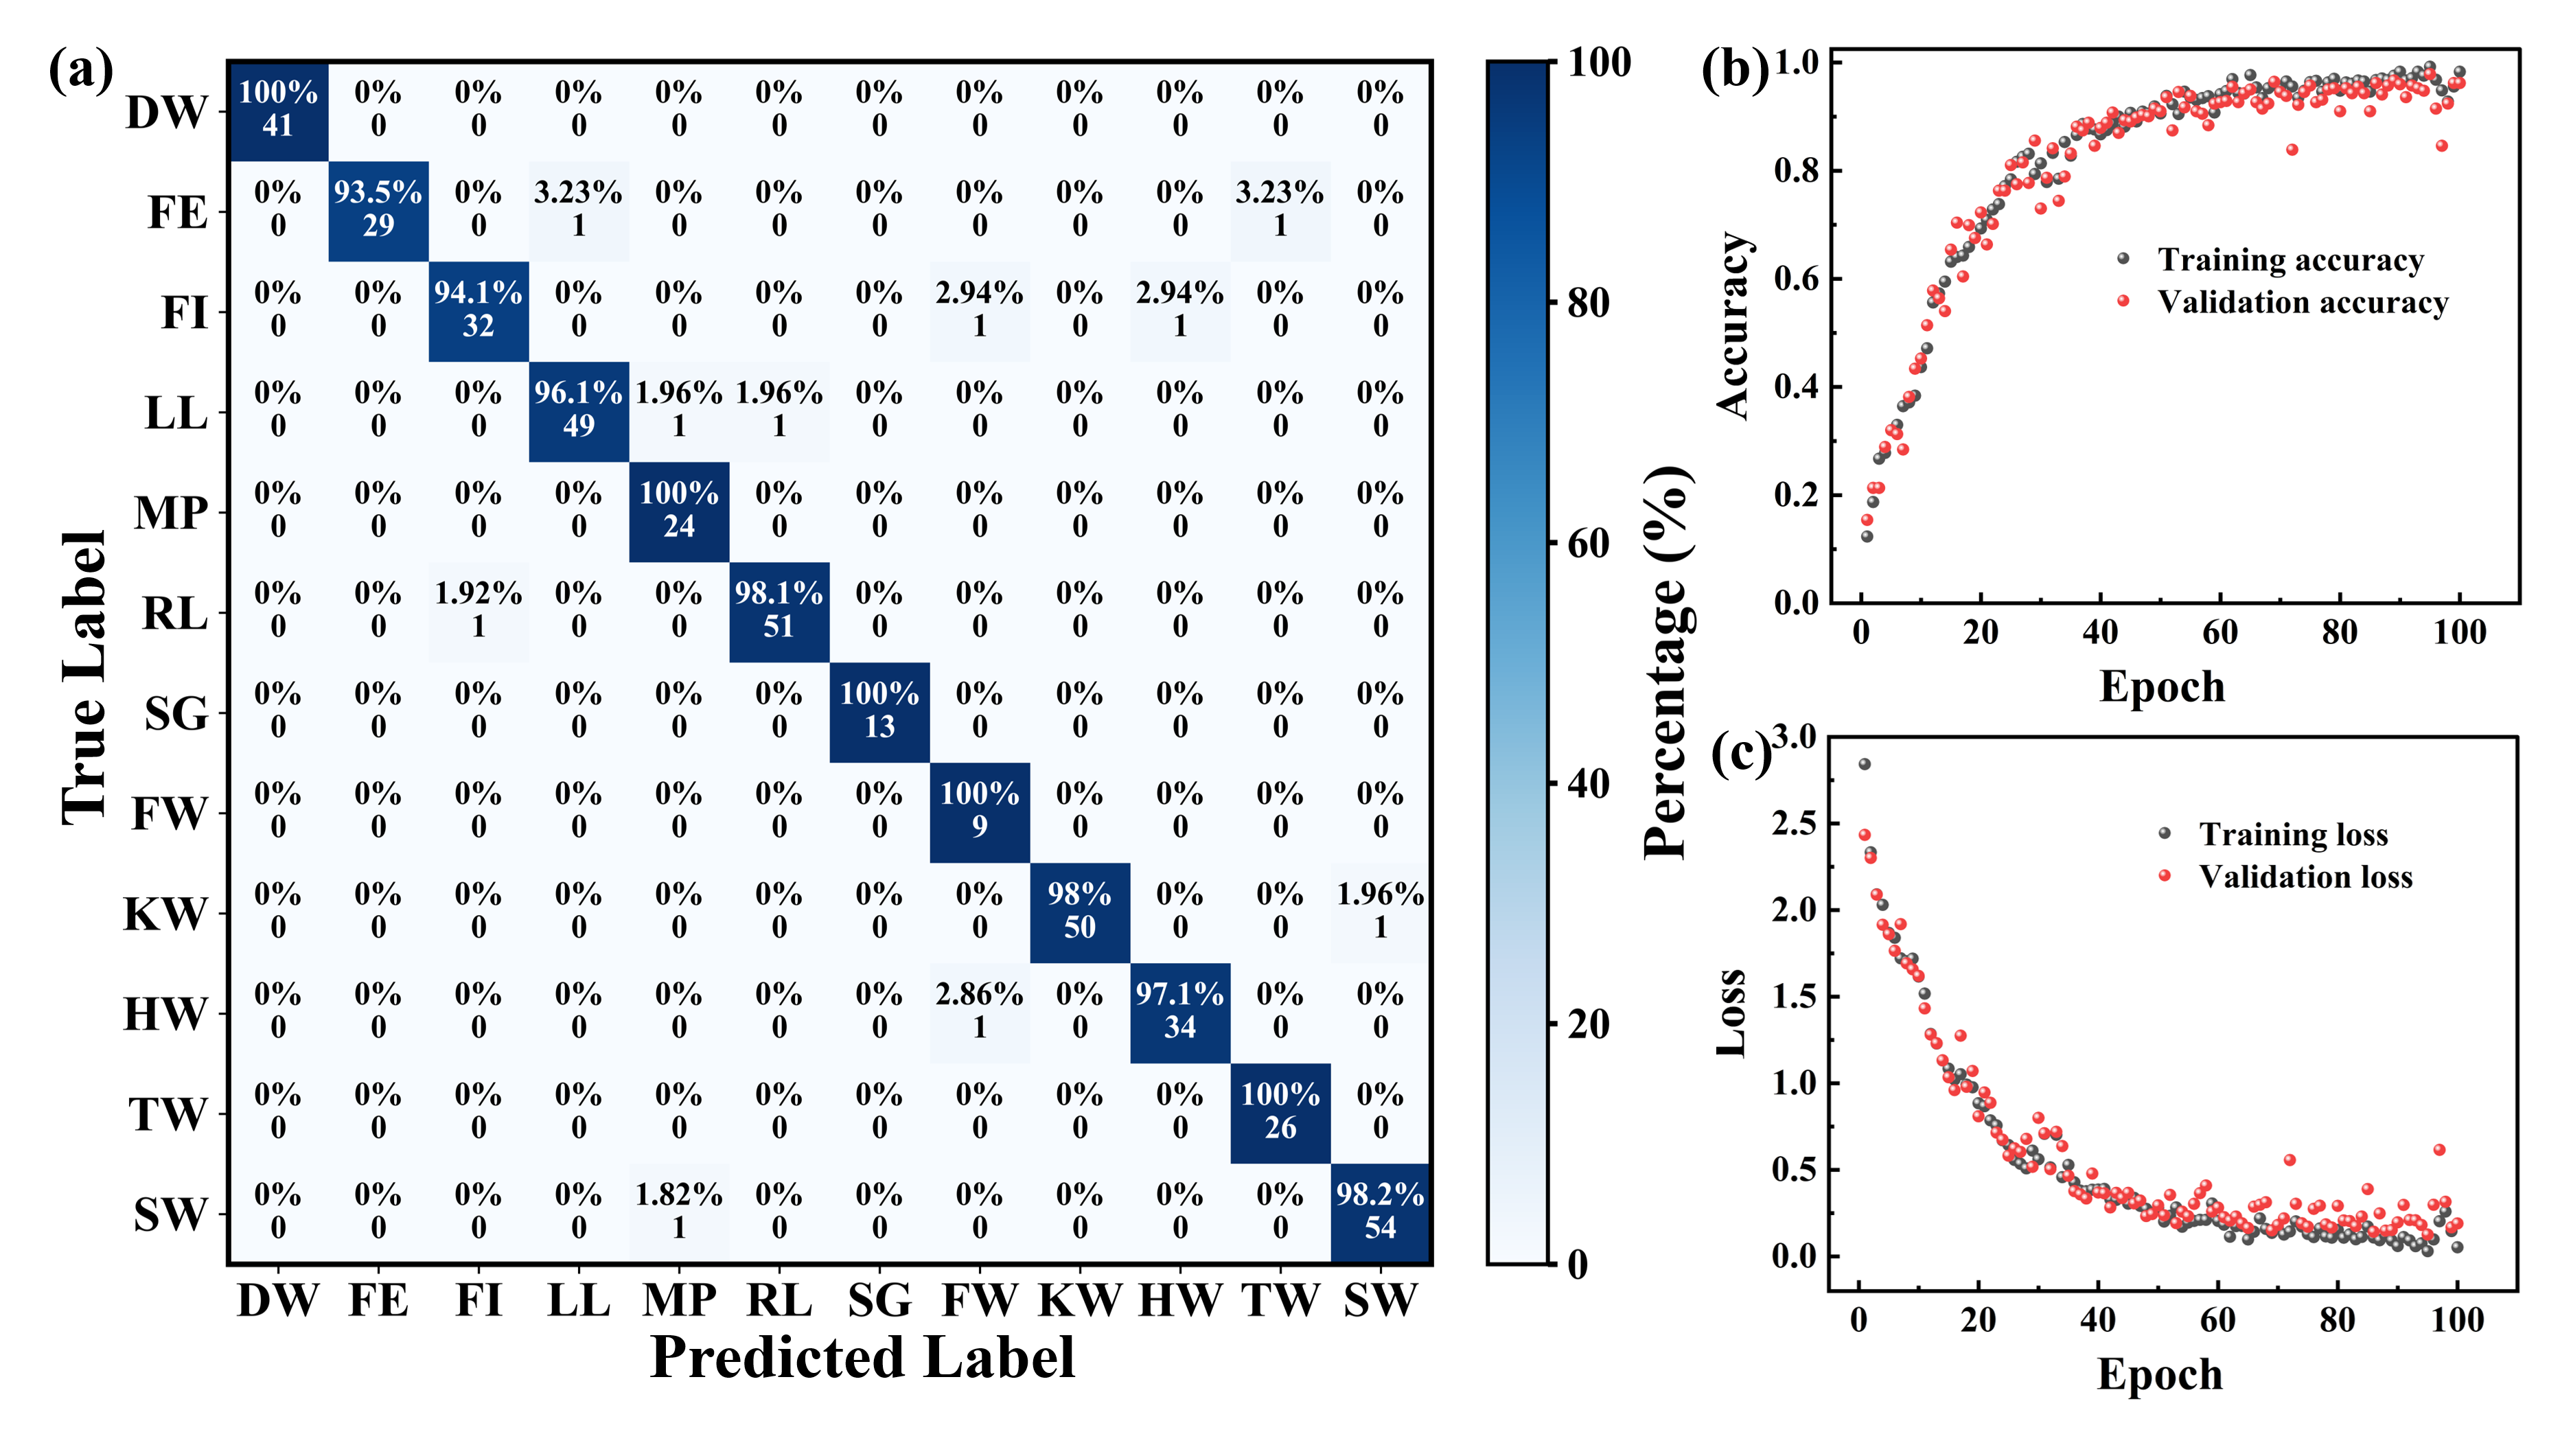 (a)
DW 100% 0% 0% 0% 0% 0% 0% 0% 0% 0% 0% 0%
41 0 0 0 0 0 0 0 0 0 0 0
FE 0% 93.5% 0% 3.23% 0% 0% 0% 0% 0% 0% 3.23% 0%
0 29 0 1 0 0 0 0 0 0 1 0
FI 0% 0% 94.1% 0% 0% 0% 0% 2.94% 0% 2.94% 0% 0%
0 0 32 0 0 0 0 1 0 1 0 0
LL 0% 0% 0% 96.1% 1.96% 1.96% 0% 0% 0% 0% 0% 0%
0 0 0 49 1 1 0 0 0 0 0 0
MP 0% 0% 0% 0% 100% 0% 0% 0% 0% 0% 0% 0%
0 0 0 0 24 0 0 0 0 0 0 0
RL 0% 0% 1.92% 0% 0% 98.1% 0% 0% 0% 0% 0% 0%
0 0 1 0 0 51 0 0 0 0 0 0
SG 0% 0% 0% 0% 0% 0% 100% 0% 0% 0% 0% 0%
0 0 0 0 0 0 13 0 0 0 0 0
FW 0% 0% 0% 0% 0% 0% 0% 100% 0% 0% 0% 0%
0 0 0 0 0 0 0 9 0 0 0 0
KW 0% 0% 0% 0% 0% 0% 0% 0% 98% 0% 0% 1.96%
0 0 0 0 0 0 0 0 50 0 0 1
HW 0% 0% 0% 0% 0% 0% 0% 2.86% 0% 97.1% 0% 0%
0 0 0 0 0 0 0 1 0 34 0 0
TW 0% 0% 0% 0% 0% 0% 0% 0% 0% 0% 100% 0%
0 0 0 0 0 0 0 0 0 0 26 0
SW 0% 0% 0% 0% 1.82% 0% 0% 0% 0% 0% 0% 98.2%
0 0 0 0 1 0 0 0 0 0 0 54
DW FE FI LL MP RL SG FW KW HW TW SW
Predicted Label
True Label
100
80
60
40
20
0
Percentage (%)
(b)
1.0
0.8
0.6
0.4
0.2
0.0
Accuracy
Training accuracy
Validation accuracy
0 20 40 60 80 100
Epoch
(c)
3.0
2.5
2.0
1.5
1.0
0.5
0.0
Loss
Training loss
Validation loss
0 20 40 60 80 100
Epoch